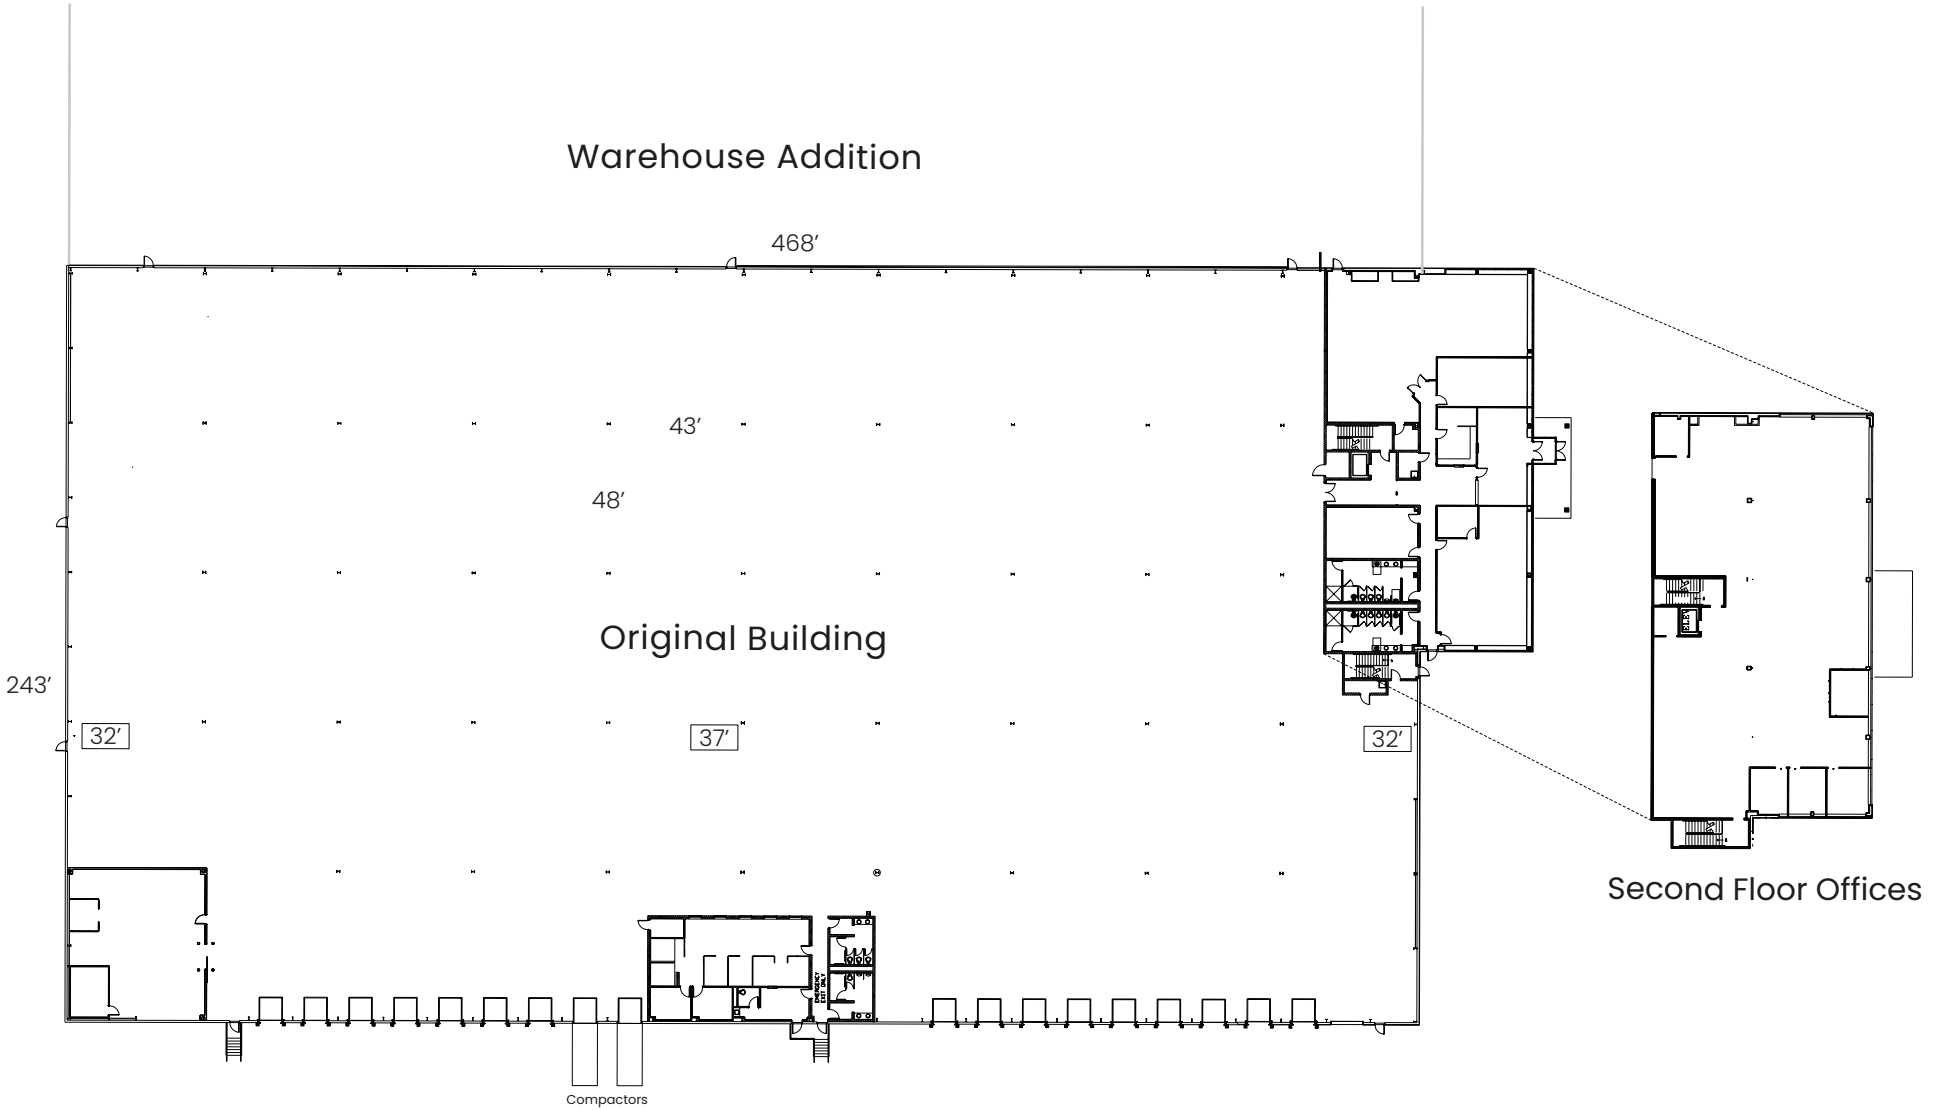 Warehouse Addition
468’
43’
48’
Original Building
243’
32’
37’
32’
ELEV
Second Floor Offices
EMERGENCY
EXIT ONLY
Compactors